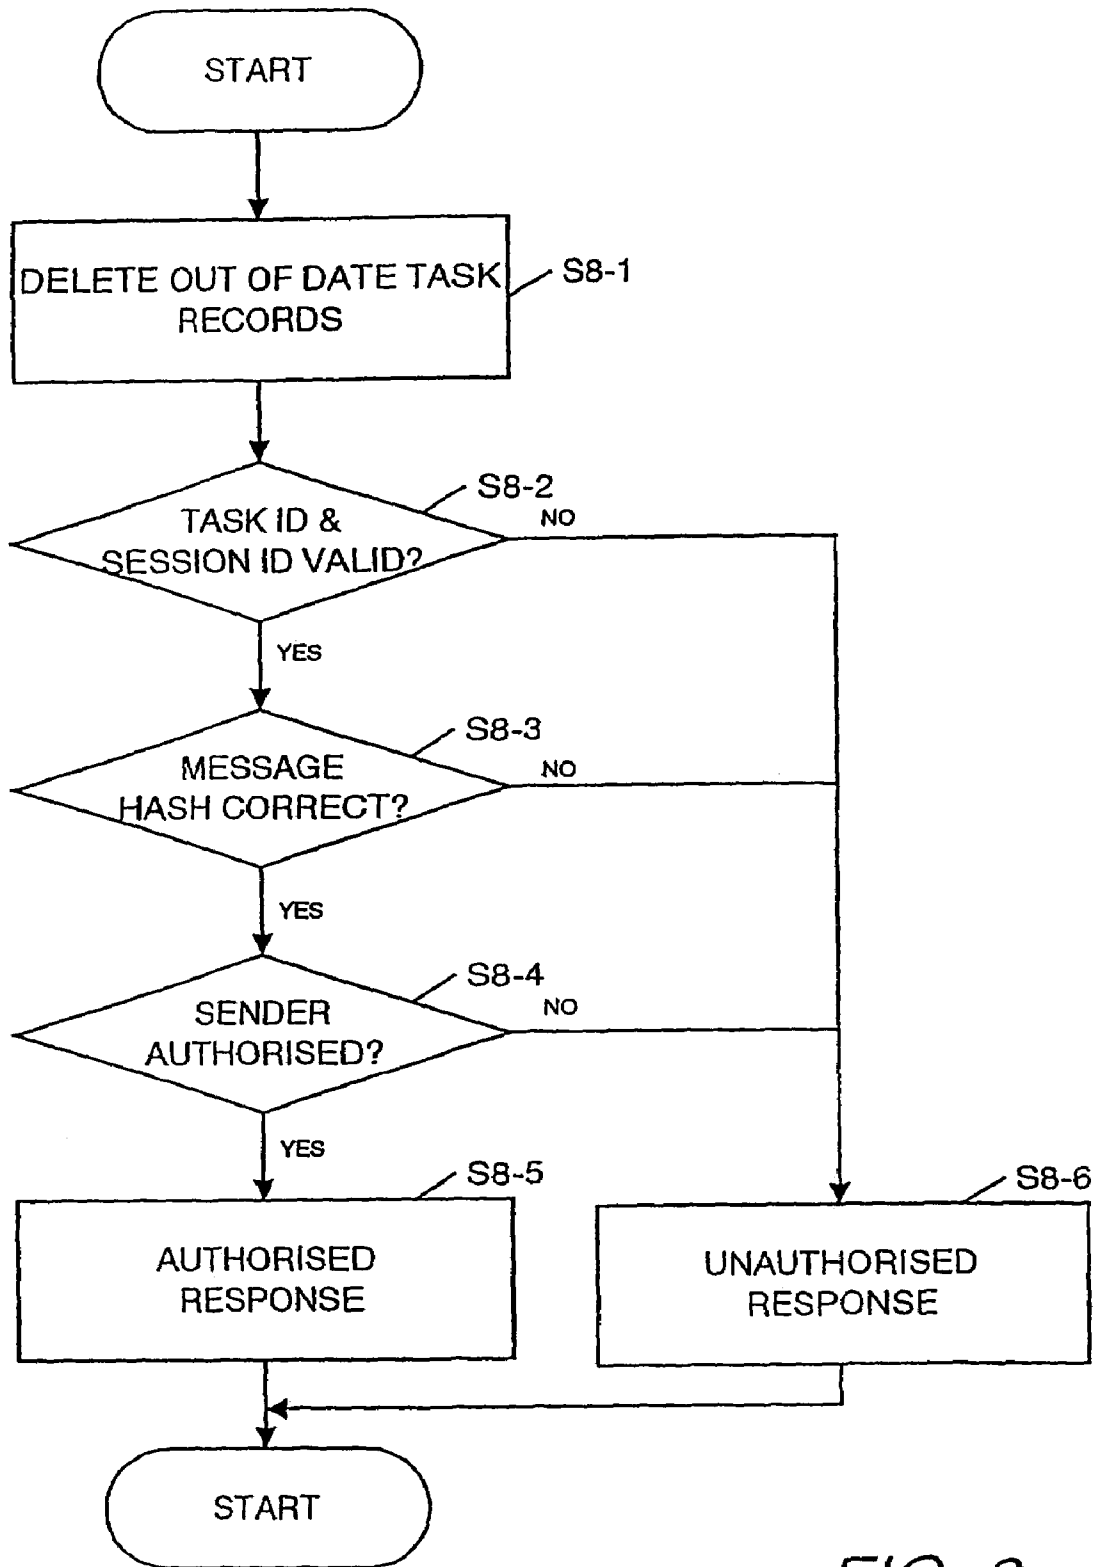 START
DELETE OUT OF DATE TASK
RECORDS
S8-1
TASK ID &
SESSION ID VALID?
S8-2
NO
YES
MESSAGE
HASH CORRECT?
S8-3
NO
YES
SENDER
AUTHORISED?
S8-4
NO
YES
AUTHORISED
RESPONSE
S8-5
UNAUTHORISED
RESPONSE
S8-6
START